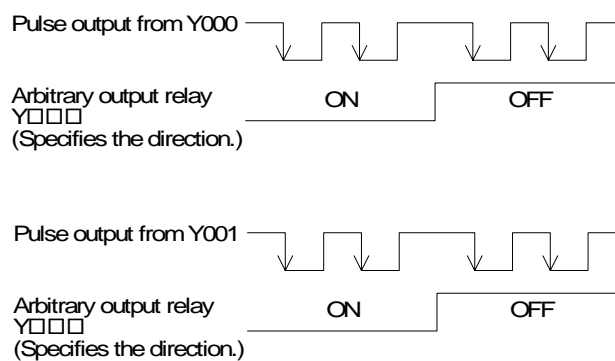 Pulse output from Y000
Arbitrary output relay
Y□□□
(Specifies the direction.)
ON
OFF
Pulse output from Y001
Arbitrary output relay
Y□□□
(Specifies the direction.)
ON
OFF